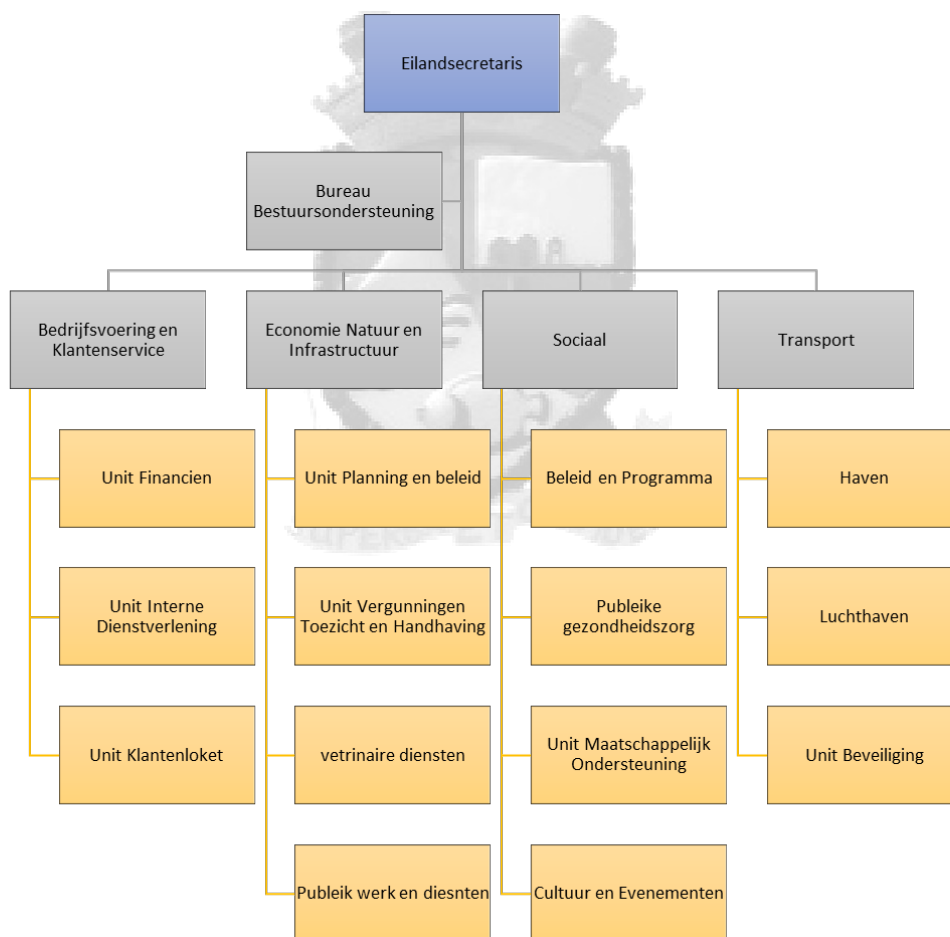 Eilandsecretaris
Bureau
Bestuursondersteuning
Bedrijfsvoering en
Klantenservice
Economie Natuur en
Infrastructuur
Sociaal
Transport
Unit Financien
Unit Planning en beleid
Beleid en Programma
Haven
Unit Interne
Dienstverlening
Unit Vergunningen
Toezicht en Handhaving
Publeike
gezondheidszorg
Luchthaven
Unit Klantenloket
vetrinaire diensten
Unit Maatschappelijk
Ondersteuning
Unit Beveiliging
Publeik werk en diesnten
Cultuur en Evenementen